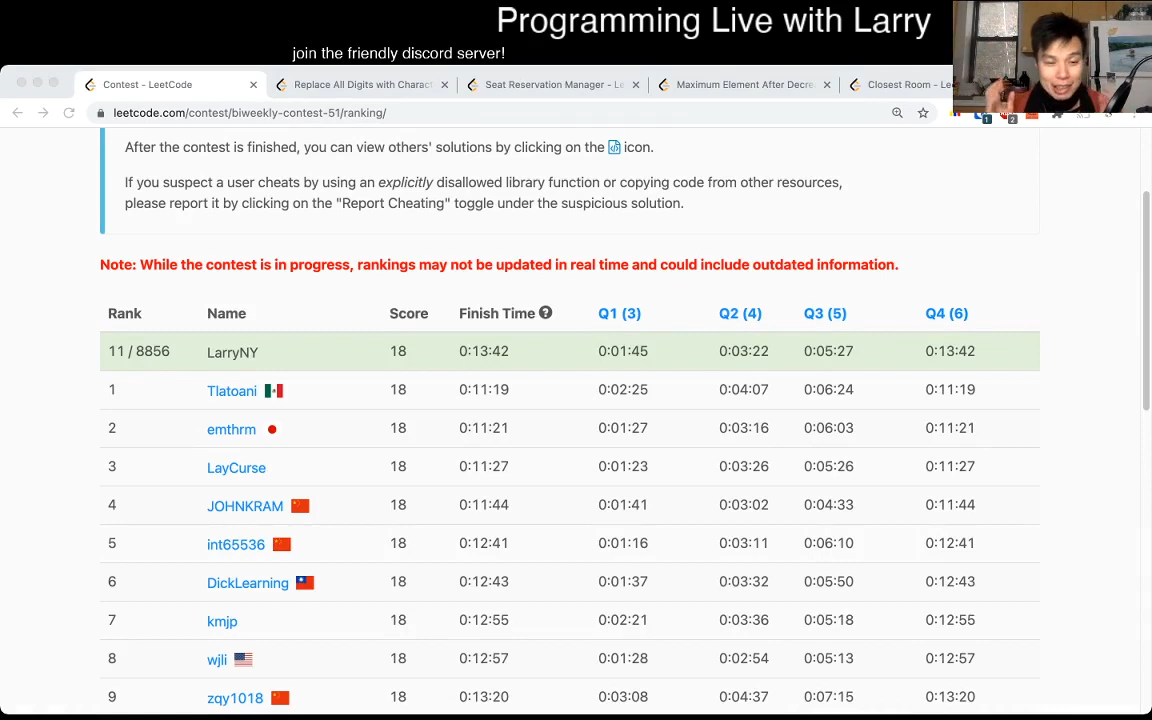 Programming Live with Larry
join the friendly discord server!
Contest - LeetCode
Replace All Digits with Charact
Seat Reservation Manager - Le
Maximum Element After Decre
Closest Room - Le
leetcode.com/contest/biweekly-contest-51/ranking/
1 2
After the contest is finished, you can view others' solutions by clicking on the icon.
If you suspect a user cheats by using an explicitly disallowed library function or copying code from other resources,
please report it by clicking on the "Report Cheating" toggle under the suspicious solution.
Note: While the contest is in progress, rankings may not be updated in real time and could include outdated information.
Rank Name Score Finish Time ? Q1 (3) Q2 (4) Q3 (5) Q4 (6)
11 / 8856 LarryNY 18 0:13:42 0:01:45 0:03:22 0:05:27 0:13:42
1 Tlatoani 18 0:11:19 0:02:25 0:04:07 0:06:24 0:11:19
2 emthrm 18 0:11:21 0:01:27 0:03:16 0:06:03 0:11:21
3 LayCurse 18 0:11:27 0:01:23 0:03:26 0:05:26 0:11:27
4 JOHNKRAM 18 0:11:44 0:01:41 0:03:02 0:04:33 0:11:44
5 int65536 18 0:12:41 0:01:16 0:03:11 0:06:10 0:12:41
6 DickLearning 18 0:12:43 0:01:37 0:03:32 0:05:50 0:12:43
7 kmjp 18 0:12:55 0:02:21 0:03:36 0:05:18 0:12:55
8 wjli 18 0:12:57 0:01:28 0:02:54 0:05:13 0:12:57
9 zqy1018 18 0:13:20 0:03:08 0:04:37 0:07:15 0:13:20